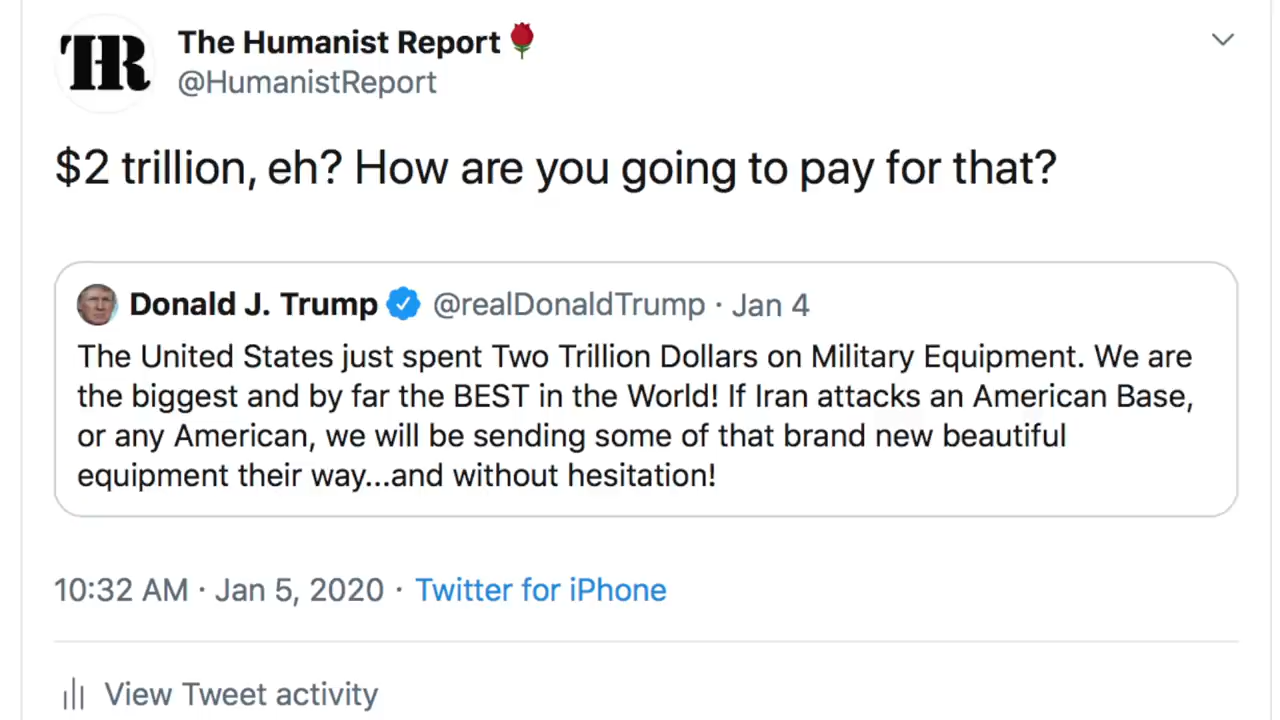 THR
The Humanist Report🌹
@HumanistReport
$2 trillion, eh? How are you going to pay for that?
Donald J. Trump @realDonaldTrump · Jan 4
The United States just spent Two Trillion Dollars on Military Equipment. We are
the biggest and by far the BEST in the World! If Iran attacks an American Base,
or any American, we will be sending some of that brand new beautiful
equipment their way...and without hesitation!
10:32 AM · Jan 5, 2020 · Twitter for iPhone
View Tweet activity